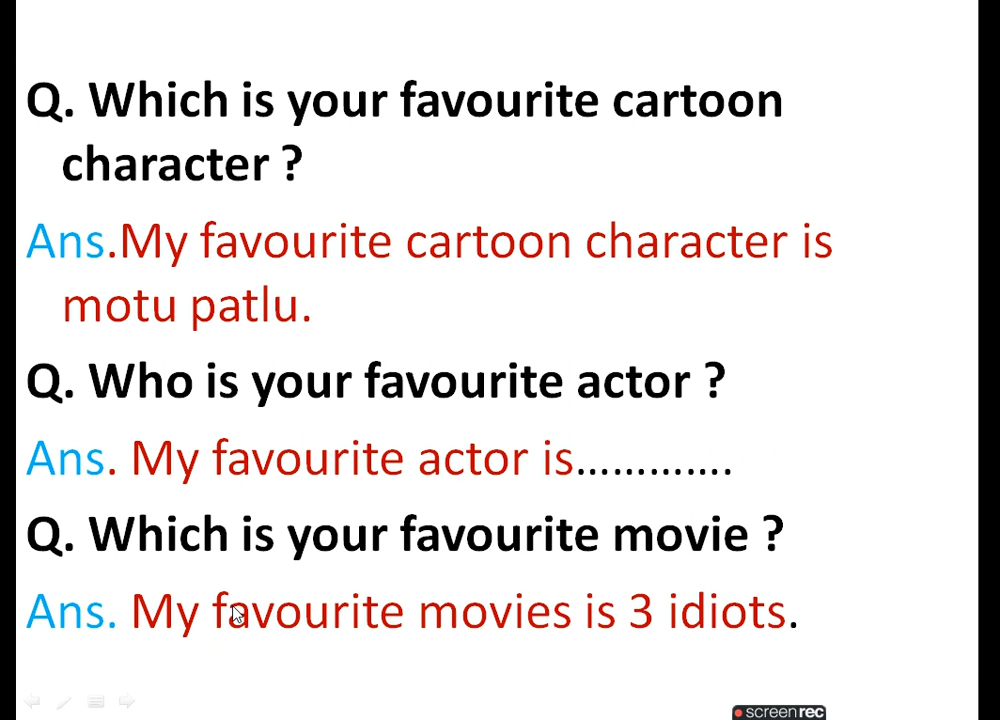 Q. Which is your favourite cartoon
character ?
Ans.My favourite cartoon character is
motu patlu.
Q. Who is your favourite actor ?
Ans. My favourite actor is.............
Q. Which is your favourite movie ?
Ans. My favourite movies is 3 idiots.
screenrec